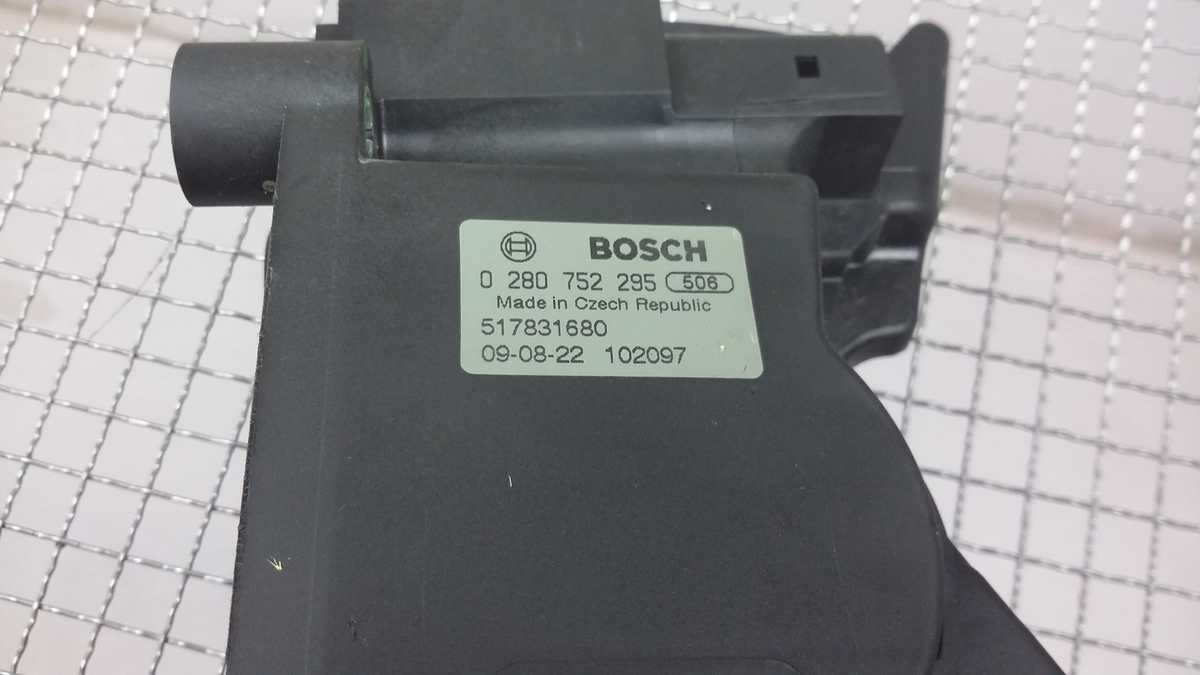 BOSCH
0 280 752 295 506
Made in Czech Republic
517831680
09-08-22 102097